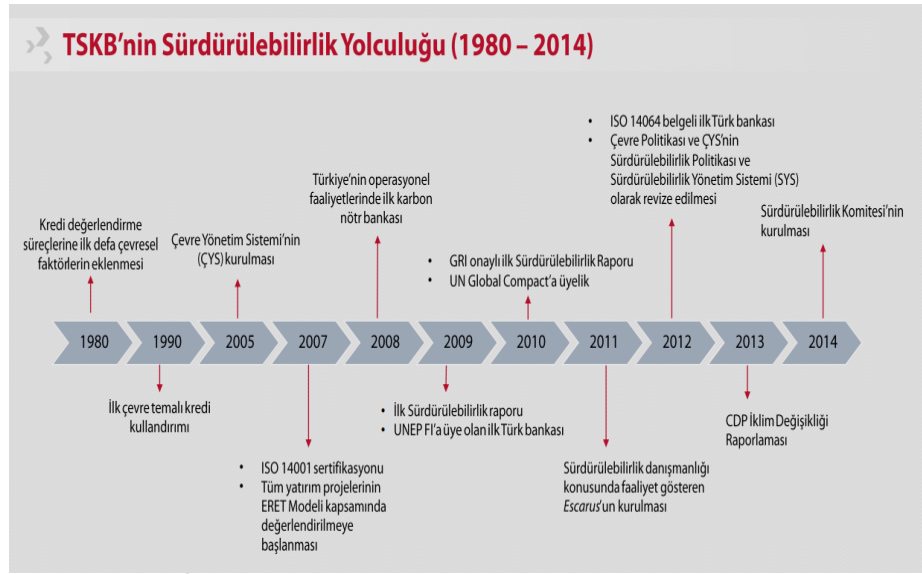 TSKB'nin Sürdürülebilirlik Yolculuğu (1980 – 2014)
Kredi değerlendirme
süreçlerine ilk defa çevresel
faktörlerin eklenmesi
Çevre Yönetim Sistemi'nin
(ÇYS) kurulması
Türkiye'nin operasyonel
faaliyetlerinde ilk karbon
nötr bankası
• GRI onaylı ilk Sürdürülebilirlik Raporu
• UN Global Compact'a üyelik
• ISO 14064 belgeli ilk Türk bankası
• Çevre Politikası ve ÇYS'nin
Sürdürülebilirlik Politikası ve
Sürdürülebilirlik Yönetim Sistemi (SYS)
olarak revize edilmesi
Sürdürülebilirlik Komitesi'nin
kurulması
1980 1990 2005 2007 2008 2009 2010 2011 2012 2013 2014
İlk çevre temalı kredi
kullandırımı
• ISO 14001 sertifikasyonu
• Tüm yatırım projelerinin
ERET Modeli kapsamında
değerlendirilmeye
başlanması
• İlk Sürdürülebilirlik raporu
• UNEP FI'a üye olan ilk Türk bankası
Sürdürülebilirlik danışmanlığı
konusunda faaliyet gösteren
Escarus'un kurulması
CDP İklim Değişikliği
Raporlaması